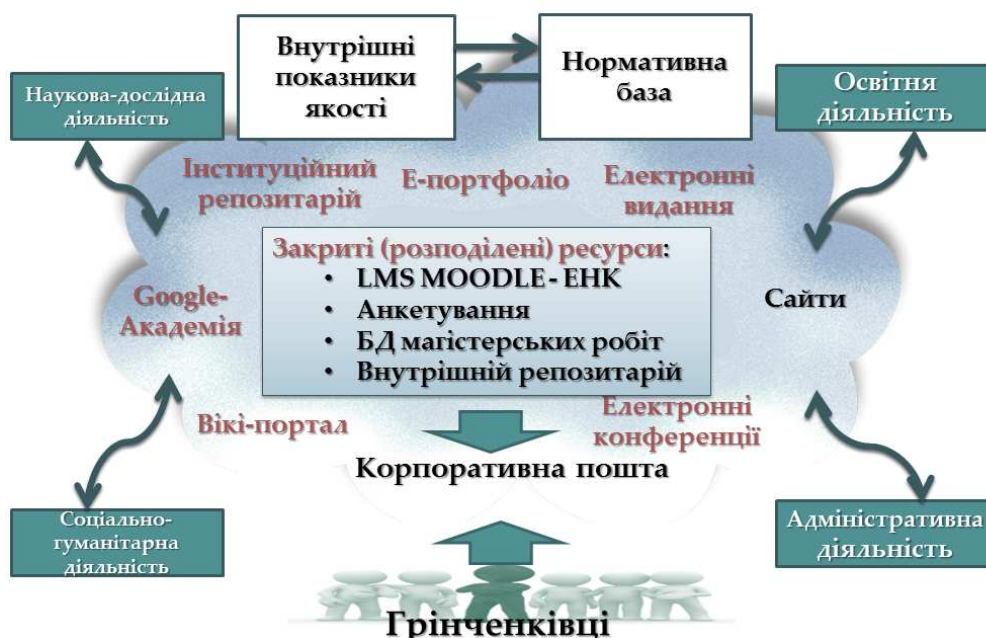 Внутрішні
показники
якості
Нормативна
база
Наукова-дослідна
діяльність
Освітня
діяльність
Інституційний
репозитарій
Е-портфоліо
Електронні
видання
Закриті (розподілені) ресурси:
• LMS MOODLE - ЕНК
• Анкетування
• БД магістерських робіт
• Внутрішній репозитарій
Google-
Академія
Сайти
Вікі-портал
Електронні
конференції
Корпоративна пошта
Соціально-
гуманітарна
діяльність
Адміністративна
діяльність
Грінченківці